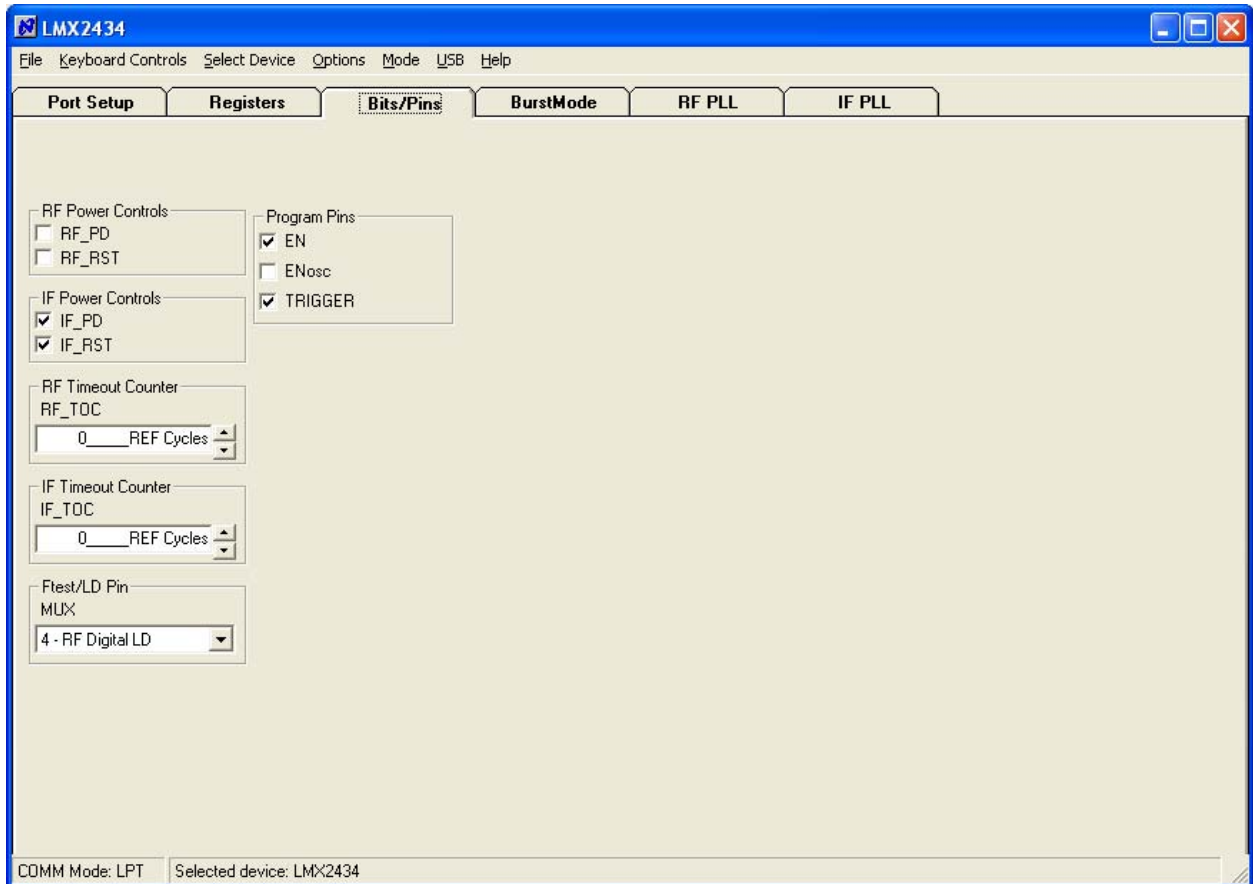 LMX2434
File Keyboard Controls Select Device Options Mode USB Help
Port Setup Registers Bits/Pins BurstMode RF PLL IF PLL
RF Power Controls
RF_PD
RF_RST
Program Pins
EN
ENosc
TRIGGER
IF Power Controls
IF_PD
IF_RST
RF Timeout Counter
RF_TOC
0_____REF Cycles
IF Timeout Counter
IF_TOC
0_____REF Cycles
Ftest/LD Pin
MUX
4 - RF Digital LD
COMM Mode: LPT Selected device: LMX2434